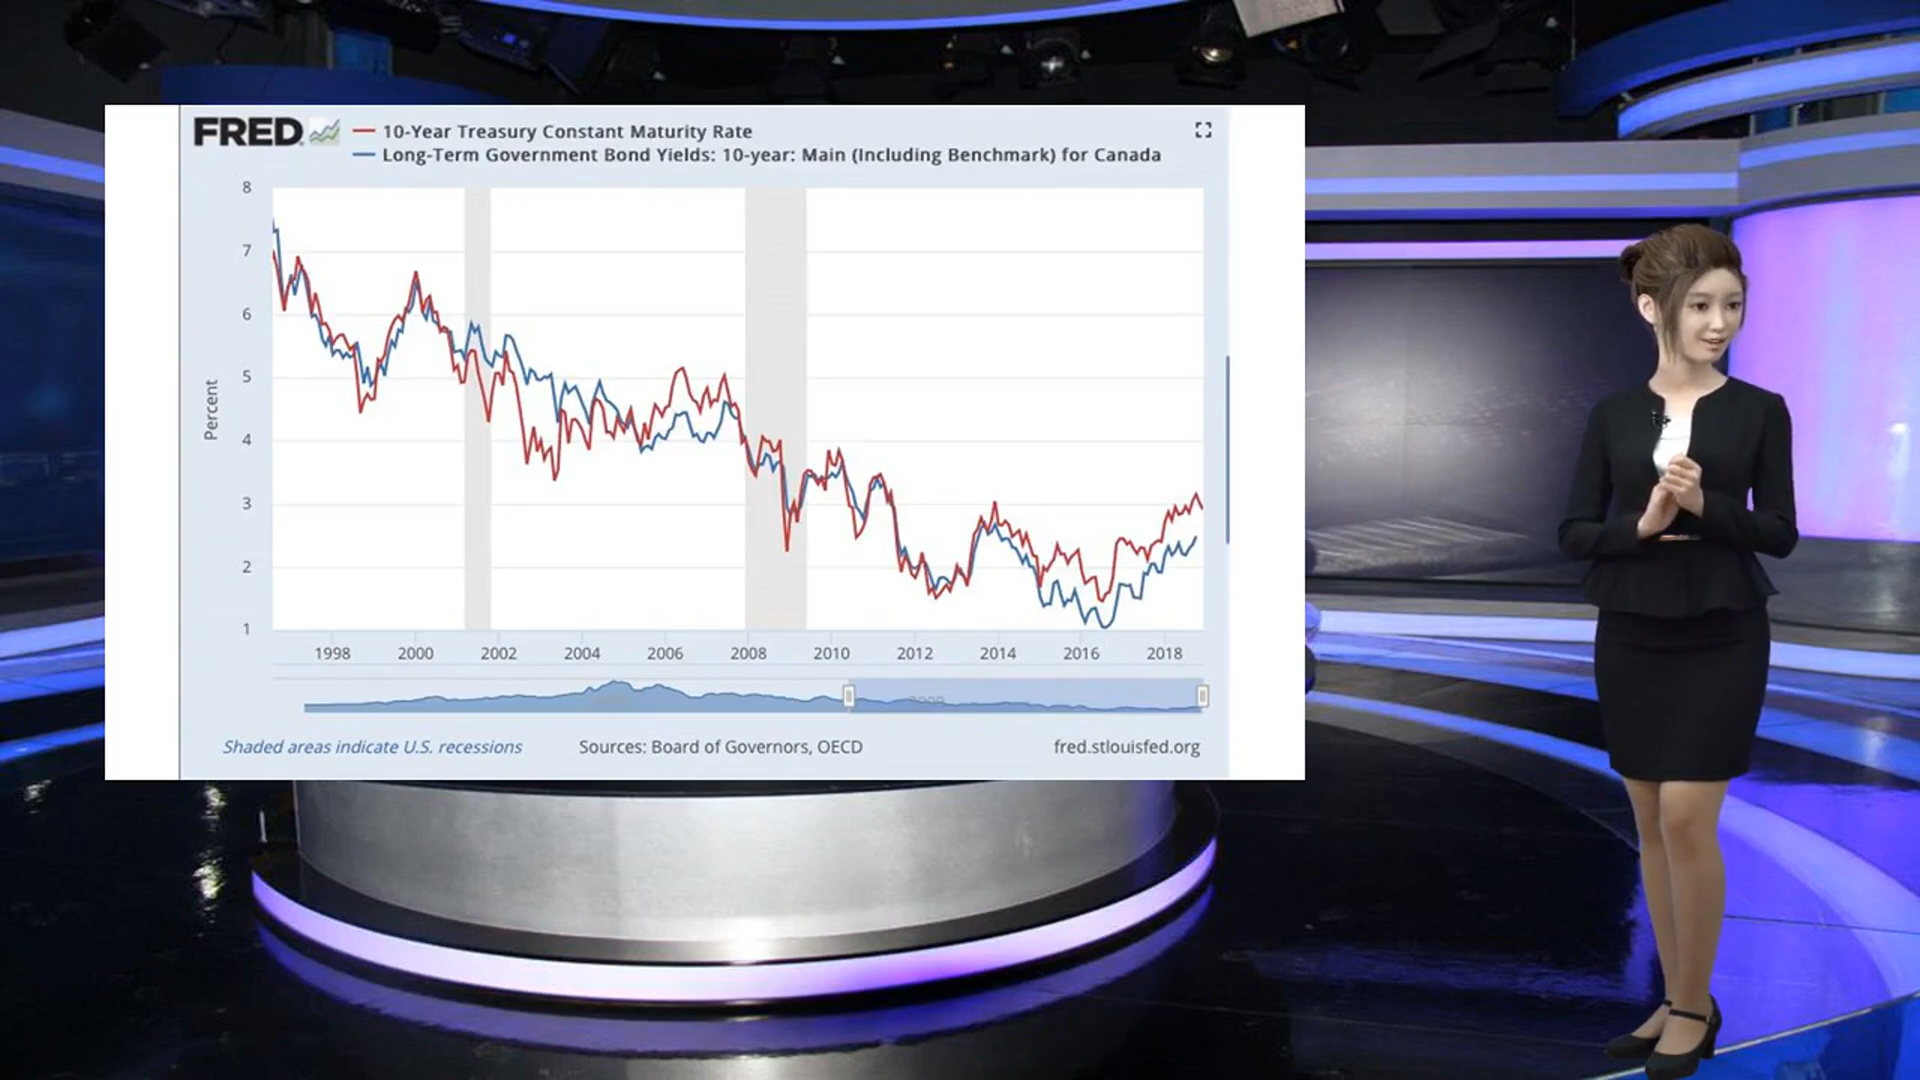 FRED
10-Year Treasury Constant Maturity Rate
Long-Term Government Bond Yields: 10-year: Main (Including Benchmark) for Canada
8
7
6
5
4
3
2
1
Percent
1998 2000 2002 2004 2006 2008 2010 2012 2014 2016 2018
Shaded areas indicate U.S. recessions
Sources: Board of Governors, OECD
fred.stlouisfed.org